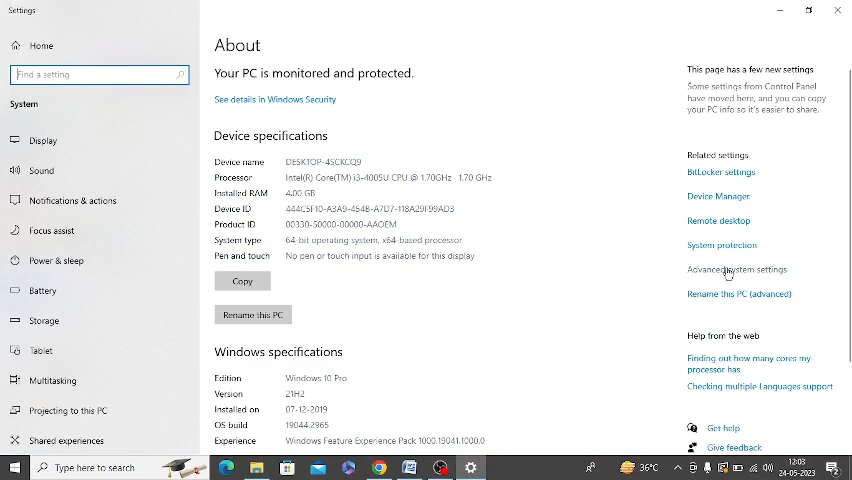 Settings
Home
Find a setting
System
Display
Sound
Notifications & actions
Focus assist
Power & sleep
Battery
Storage
Tablet
Multitasking
Projecting to this PC
Shared experiences
About
Your PC is monitored and protected.
See details in Windows Security
Device specifications
Device name DESKTOP-4SCKCQ9
Processor Intel(R) Core(TM) i3-4005U CPU @ 1.70GHz 1.70 GHz
Installed RAM 4.00 GB
Device ID 444C5F10-A3A9-454B-A7D7-118A29F99AD3
Product ID 00330-50000-00000-AAOEM
System type 64-bit operating system, x64-based processor
Pen and touch No pen or touch input is available for this display
Copy
Rename this PC
Windows specifications
Edition Windows 10 Pro
Version 21H2
Installed on 07-12-2019
OS build 19044.2965
Experience Windows Feature Experience Pack 1000.19041.1000.0
This page has a few new settings
Some settings from Control Panel
have moved here, and you can copy
your PC info so it's easier to share.
Related settings
BitLocker settings
Device Manager
Remote desktop
System protection
Advanced system settings
Rename this PC (advanced)
Help from the web
Finding out how many cores my
processor has
Checking multiple Languages support
Get help
Give feedback
Type here to search
36°C
12:03
24-05-2023
2